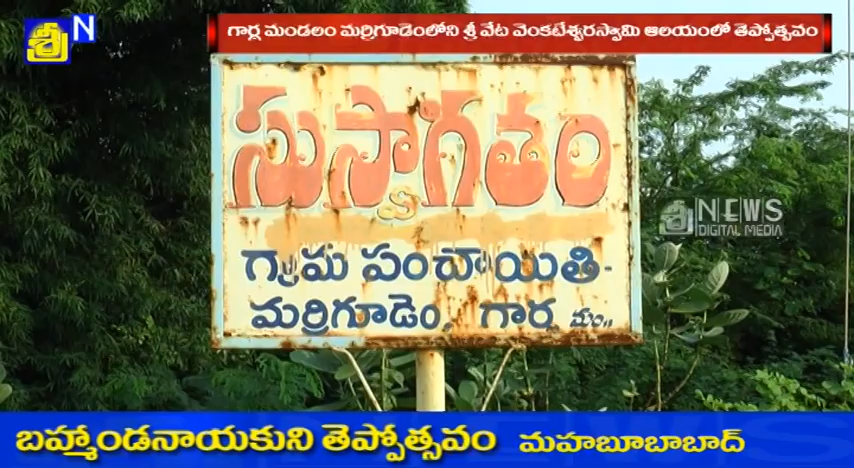 శ్రీ N
గార్ల మండలం మర్రిగూడెంలోని శ్రీ వేట వెంకటేశ్వరస్వామి ఆలయంలో తెప్పోత్సవం
సుస్వాగతం
శ్రీ NEWS
DIGITAL MEDIA
గ్రామ పంచాయితి-
మర్రిగూడెం, గార్ల మం॥
బహ్మాండనాయకుని తెప్పోత్సవం మహబూబాబాద్